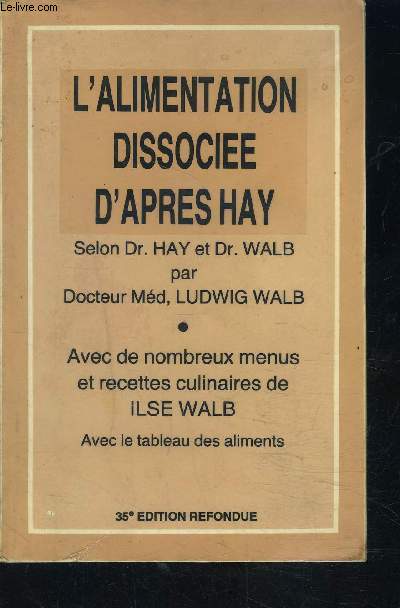 Le-livre.com
L'ALIMENTATION
DISSOCIEE
D'APRES HAY
Selon Dr. HAY et Dr. WALB
par
Docteur Méd, LUDWIG WALB
•
Avec de nombreux menus
et recettes culinaires de
ILSE WALB
Avec le tableau des aliments
35e EDITION REFONDUE